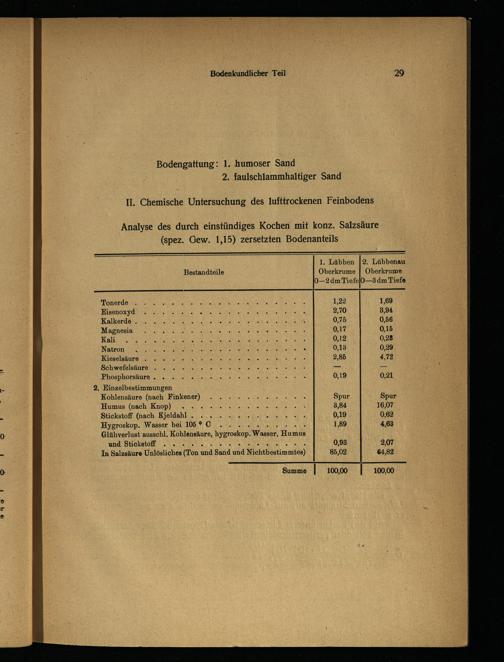 Bodenkundlicher Teil 29
Bodengattung: 1. humoser Sand
2. faulschlammhaltiger Sand
II. Chemische Untersuchung des lufttrockenen Feinbodens
Analyse des durch einstündiges Kochen mit konz. Salzsäure
(spez. Gew. 1,15) zersetzten Bodenanteils
Bestandteile 1. Lübben 2. Lübbenau
Oberkrume Oberkrume
0—2 dm Tiefe 0—3 dm Tiefe
Tonerde 1,22 1,69
Eisenoxyd 2,70 3,94
Kalkerde 0,75 0,56
Magnesia 0,17 0,15
Kali 0,12 0,28
Natron 0,13 0,29
Kieselsäure 2,85 4,72
Schwefelsäure — —
Phosphorsäure 0,19 0,21
2. Einzelbestimmungen
Kohlensäure (nach Finkener) Spur Spur
Humus (nach Knop) 3,84 16,07
Stickstoff (nach Kjeldahl) 0,19 0,62
Hygroskop. Wasser bei 105 ° C 1,89 4,63
Glühverlust ausschl. Kohlensäure, hygroskop. Wasser, Humus
und Stickstoff 0,93 2,07
In Salzsäure Unlösliches (Ton und Sand und Nichtbestimmtes) 85,02 64,82
Summe 100,00 100,00